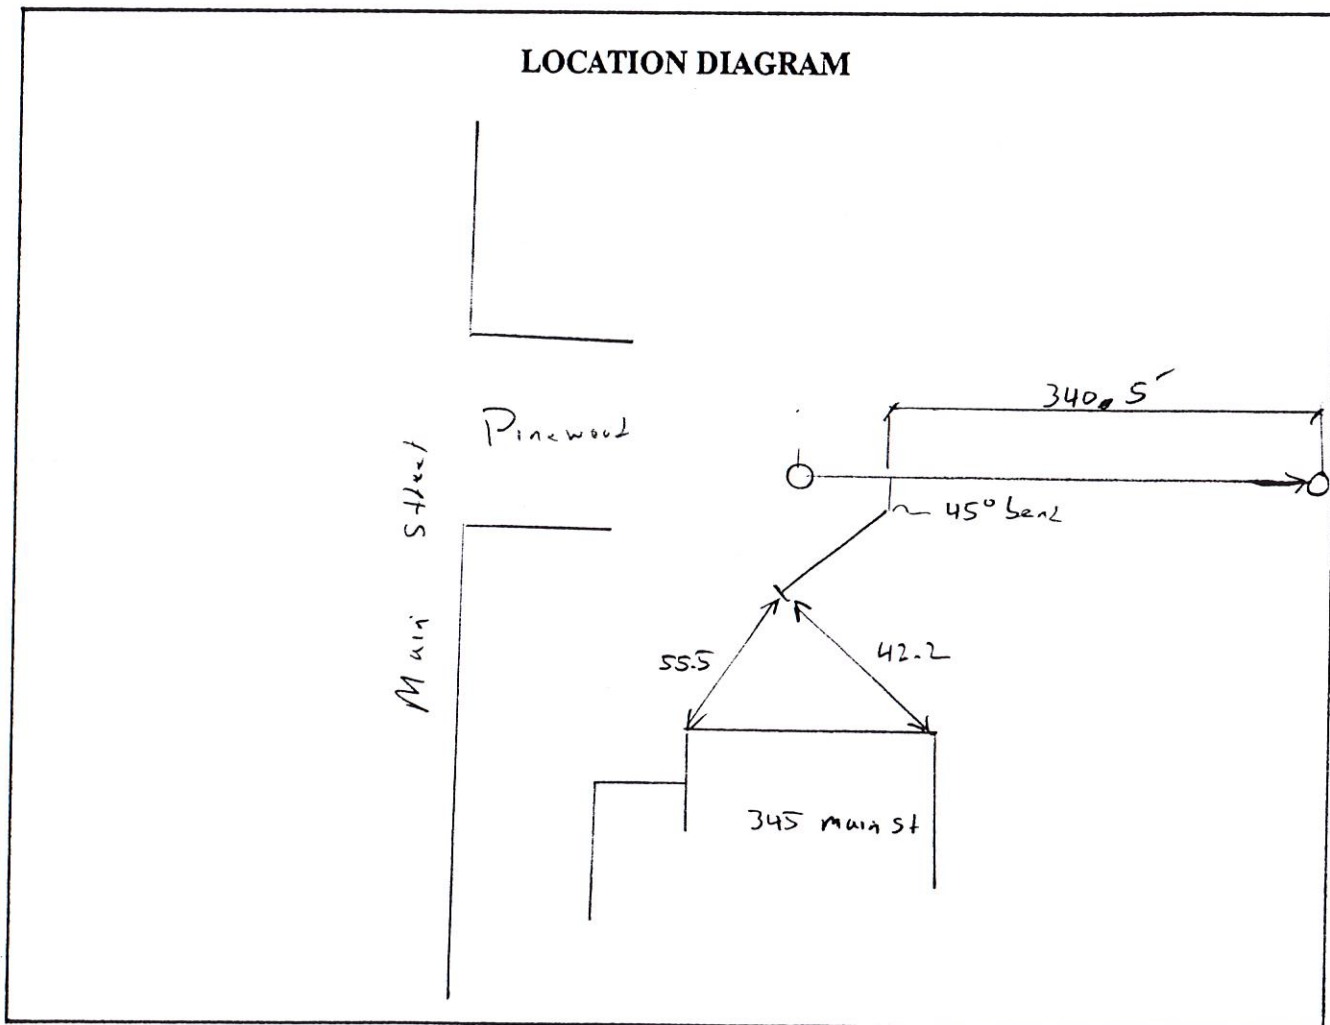 LOCATION DIAGRAM
340.5'
Pinewood
Main Street
45° bend
55.5
42.2
345 main st